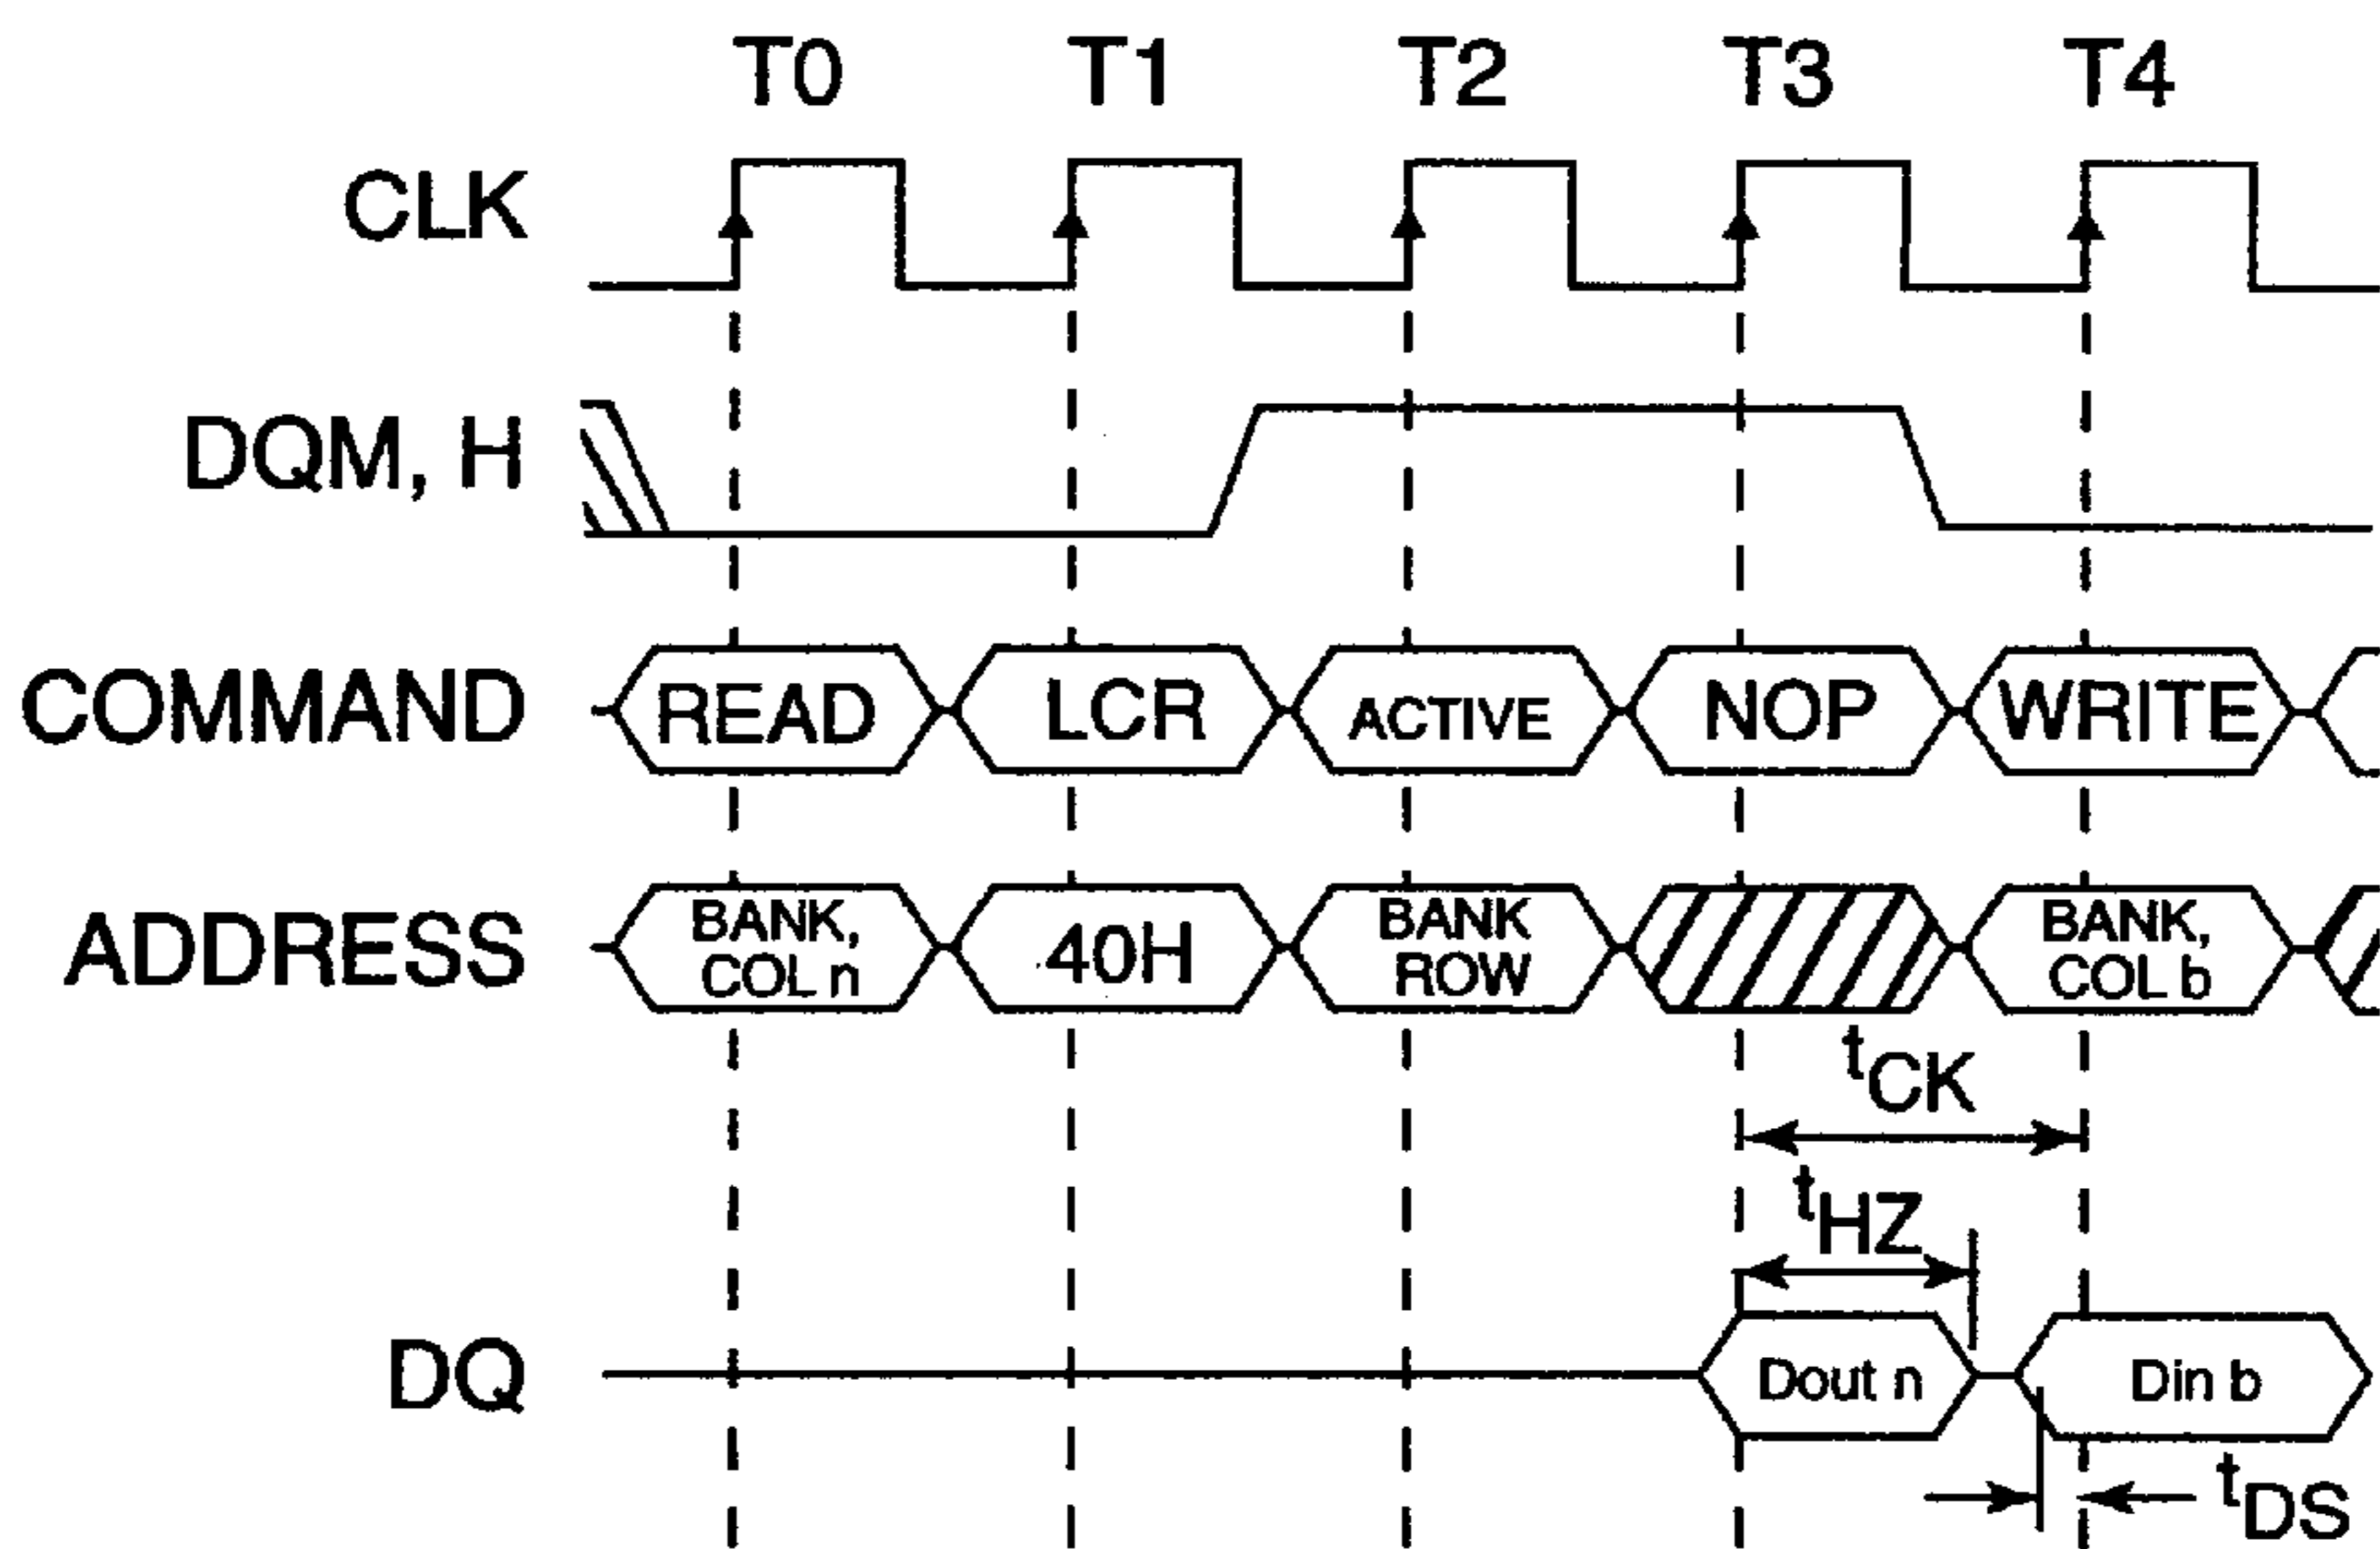 T0 T1 T2 T3 T4
CLK
DQM, H
COMMAND READ LCR ACTIVE NOP WRITE
ADDRESS BANK, COL n 40H BANK ROW BANK, COL b
tCK
tHZ
DQ Dout n Din b
tDS